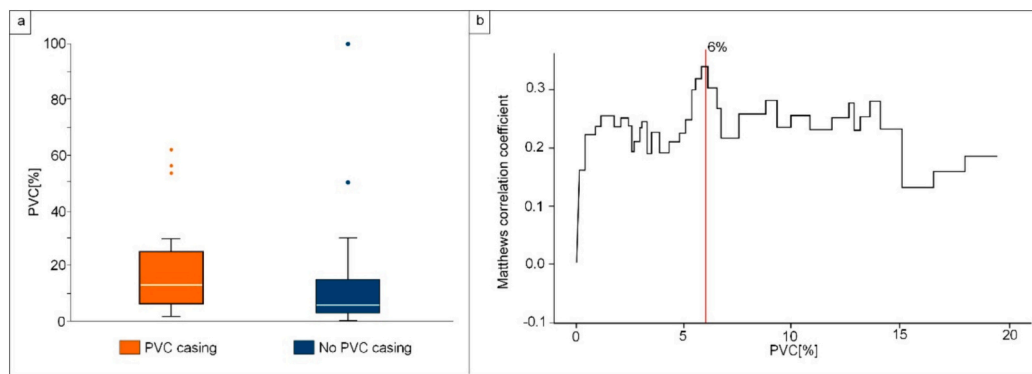 a
PVC[%]
100
80
60
40
20
0
PVC casing
No PVC casing
b
6%
Matthews correlation coefficient
0.3
0.2
0.1
0.0
-0.1
0
5
10
15
20
PVC[%]